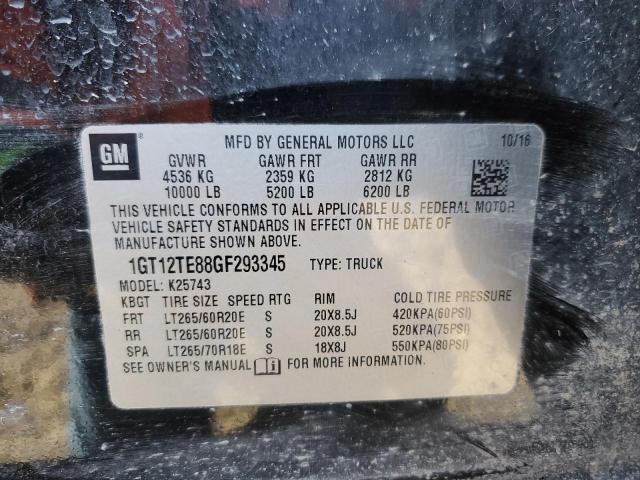 GM ® MFD BY GENERAL MOTORS LLC 10/16
GVWR GAWR FRT GAWR RR
4536 KG 2359 KG 2812 KG
10000 LB 5200 LB 6200 LB
THIS VEHICLE CONFORMS TO ALL APPLICABLE U.S. FEDERAL MOTOR
VEHICLE SAFETY STANDARDS IN EFFECT ON THE DATE OF
MANUFACTURE SHOWN ABOVE.
1GT12TE88GF293345 TYPE: TRUCK
MODEL: K25743
KBGT TIRE SIZE SPEED RTG RIM COLD TIRE PRESSURE
FRT LT265/60R20E S 20X8.5J 420KPA(60PSI)
RR LT265/60R20E S 20X8.5J 520KPA(75PSI)
SPA LT265/70R18E S 18X8J 550KPA(80PSI)
SEE OWNER'S MANUAL FOR MORE INFORMATION.